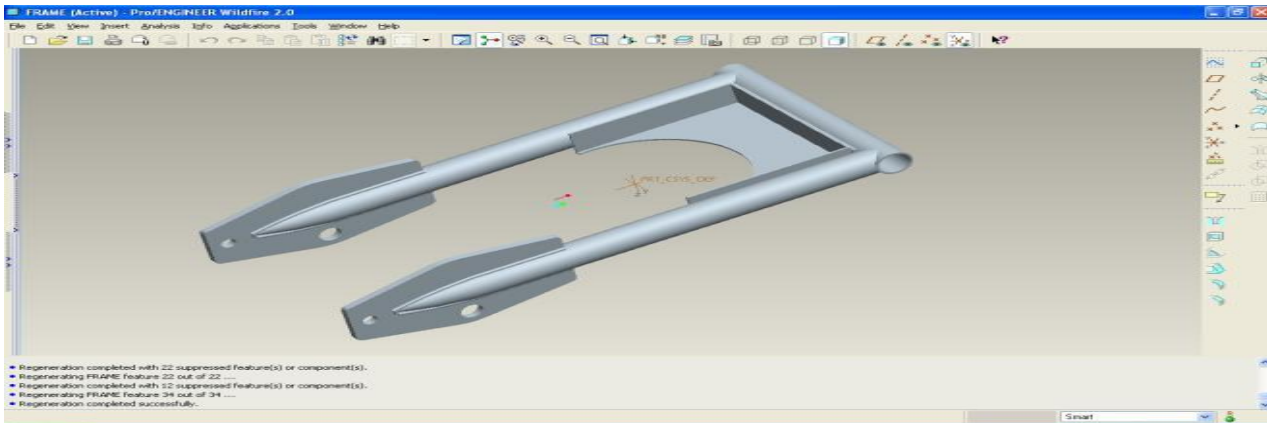 FRAME (Active) - Pro/ENGINEER Wildfire 2.0
File Edit View Insert Analysis Info Applications Tools Window Help
PRT_CSYS_DEF
• Regeneration completed with 22 suppressed feature(s) or component(s).
• Regenerating FRAME feature 22 out of 22 ....
• Regeneration completed with 12 suppressed feature(s) or component(s).
• Regenerating FRAME feature 34 out of 34 ....
• Regeneration completed successfully.
Smart